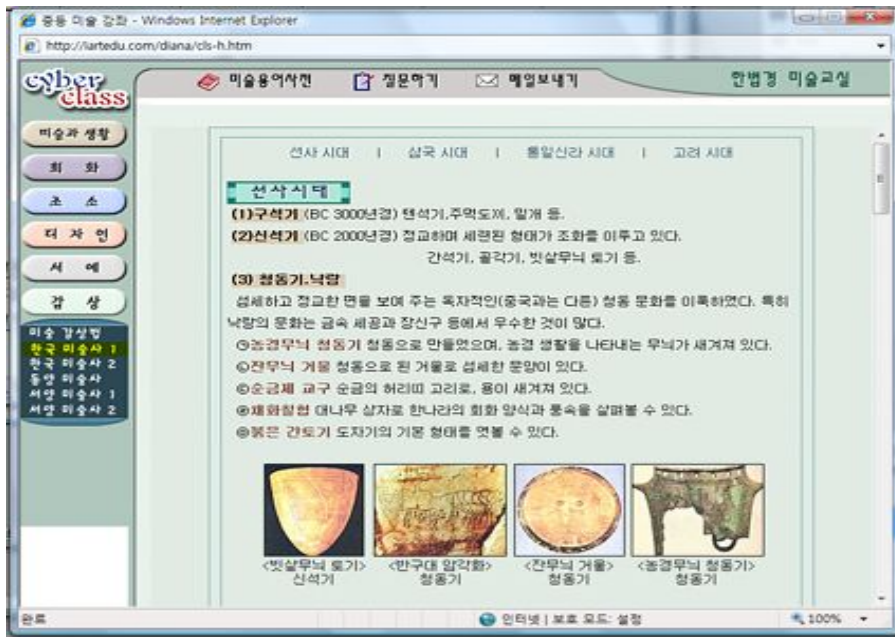 중등 미술 감화 - Windows Internet Explorer
http://iartedu.com/diana/cls-h.htm
cyber class
미술용어사전 질문하기 메일보내기 한범경 미술교실
미술과 생활
회 화
조 소
디 자 인
서 예
감 상
미술 감상법
한국 미술사 1
한국 미술사 2
동양 미술사
서양 미술사 1
서양 미술사 2
선사 시대 | 삼국 시대 | 통일신라 시대 | 고려 시대
선 사 시 대
(1)구석기 (BC 3000년경) 뗀석기,주먹도끼, 밀개 등.
(2)신석기 (BC 2000년경) 정교하며 세련된 형태가 조화를 이루고 있다.
간석기, 골각기, 빗살무늬 토기 등.
(3) 청동기.낙랑
섬세하고 정교한 면을 보여 주는 독자적인(중국과는 다른) 청동 문화를 이룩하였다. 특히
낙랑의 문화는 금속 세공과 장신구 등에서 우수한 것이 많다.
㉠농경무늬 청동기 청동으로 만들었으며, 농경 생활을 나타내는 무늬가 새겨져 있다.
㉡잔무늬 거울 청동으로 된 거울로 섬세한 문양이 있다.
㉢순금제 교구 순금의 허리띠 고리로, 용이 새겨져 있다.
㉣채화칠협 대나무 상자로 한나라의 회화 양식과 풍속을 살펴볼 수 있다.
㉤붉은 간토기 도자기의 기본 형태를 엿볼 수 있다.
<빗살무늬 토기> <반구대 암각화> <잔무늬 거울> <농경무늬 청동기>
신석기 청동기 청동기 청동기
완료 인터넷 | 보호 모드: 설정 100%